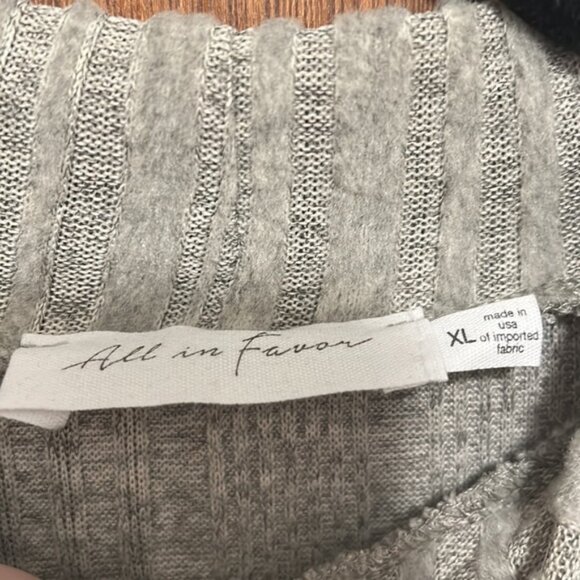 All in Favor
XL
made in
usa
of imported
fabric